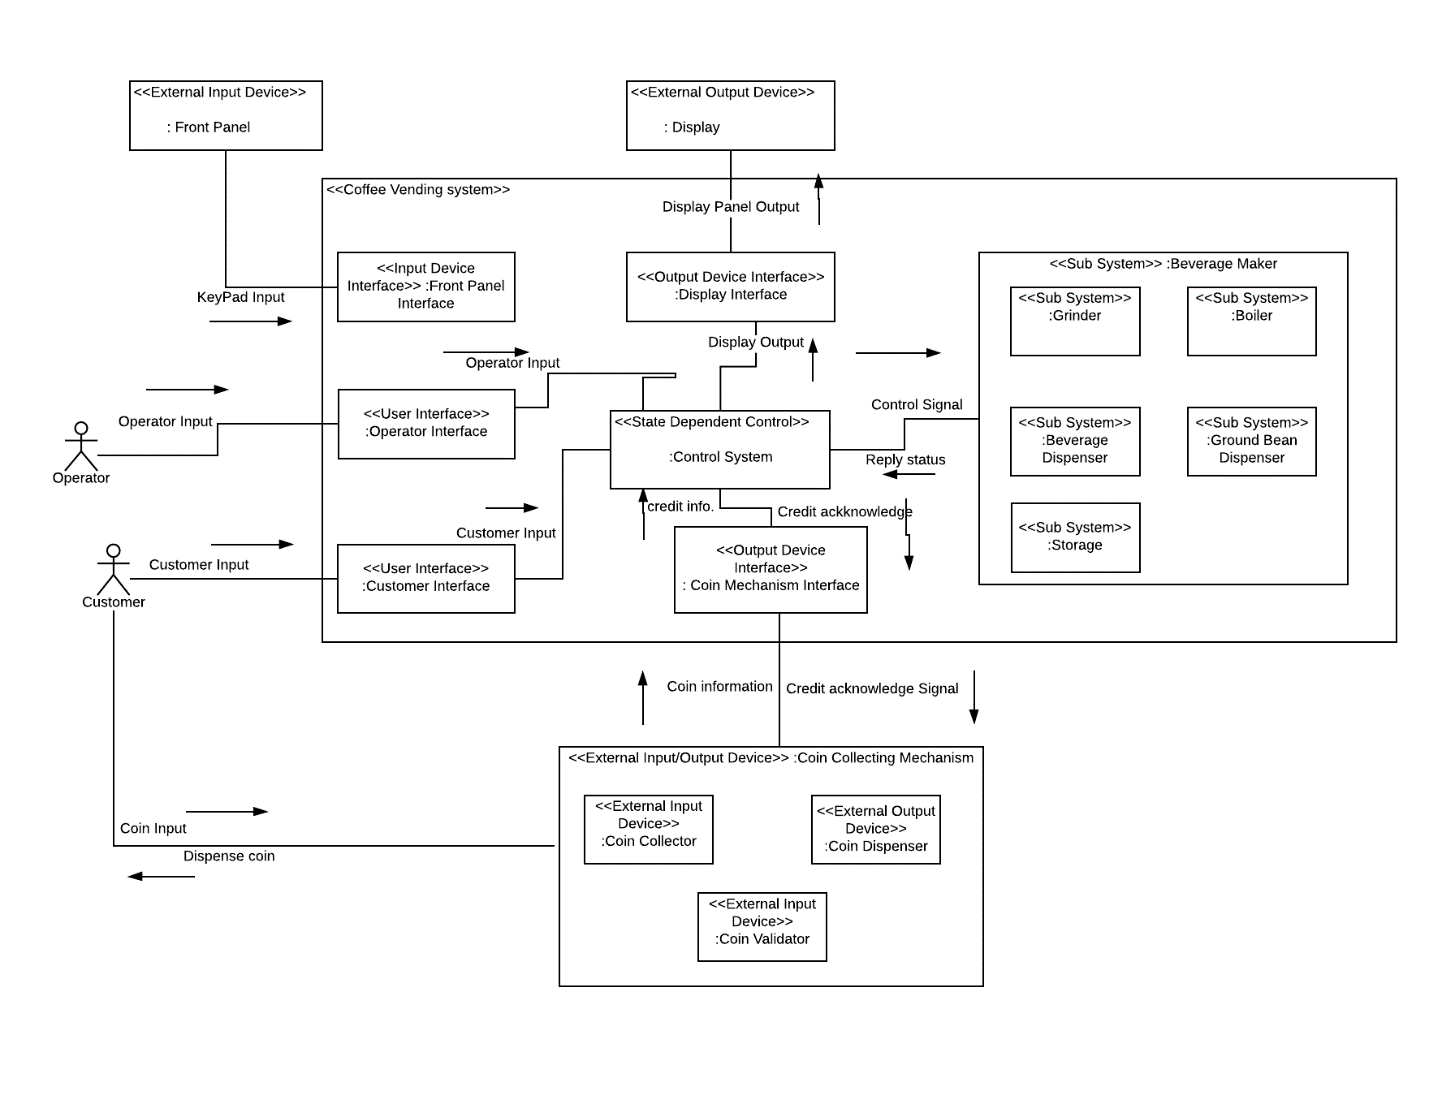 <<External Input Device>>
: Front Panel
<<External Output Device>>
: Display
<<Coffee Vending system>>
Display Panel Output
<<Input Device
Interface>> :Front Panel
Interface
KeyPad Input
<<Output Device Interface>>
:Display Interface
Display Output
<<Sub System>> :Beverage Maker
<<Sub System>>
:Grinder
<<Sub System>>
:Boiler
Operator Input
Operator Input
Operator
<<User Interface>>
:Operator Interface
<<State Dependent Control>>
:Control System
Control Signal
Reply status
<<Sub System>>
:Beverage
Dispenser
<<Sub System>>
:Ground Bean
Dispenser
<<Sub System>>
:Storage
credit info.
Credit ackknowledge
Customer Input
Customer Input
Customer
<<User Interface>>
:Customer Interface
<<Output Device
Interface>>
: Coin Mechanism Interface
Coin information
Credit acknowledge Signal
<<External Input/Output Device>> :Coin Collecting Mechanism
<<External Input
Device>>
:Coin Collector
<<External Output
Device>>
:Coin Dispenser
<<External Input
Device>>
:Coin Validator
Coin Input
Dispense coin